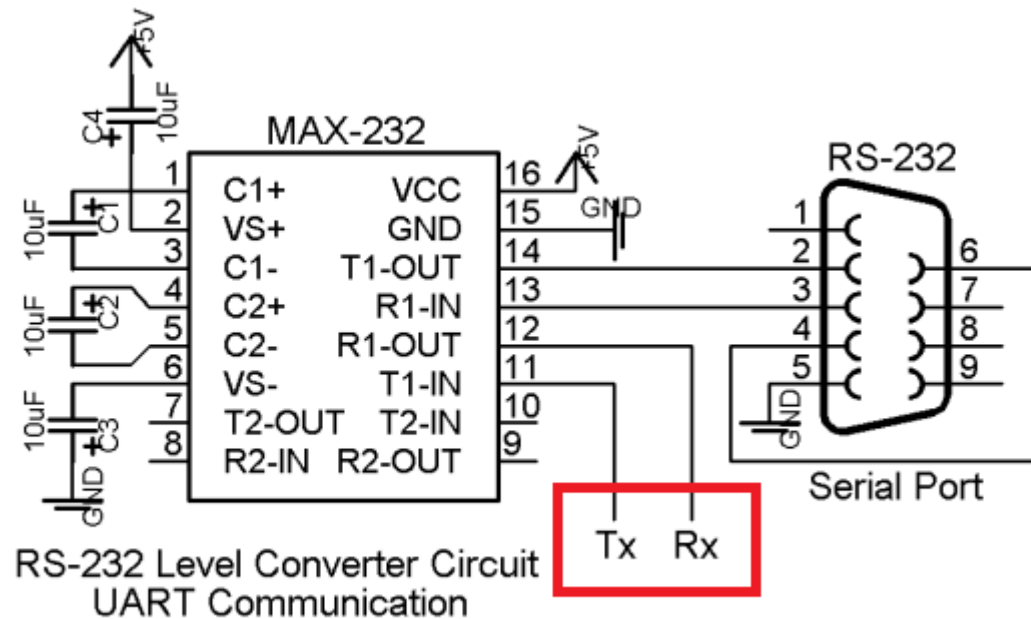 +5V
C4
10uF
MAX-232
1 C1+ VCC 16
+5V
2 VS+ GND 15
GND
3 C1- T1-OUT 14
4 C2+ R1-IN 13
5 C2- R1-OUT 12
6 VS- T1-IN 11
7 T2-OUT T2-IN 10
8 R2-IN R2-OUT 9
10uF
C1
10uF
C2
10uF
C3
GND
RS-232
1
2 6
3 7
4 8
5 9
GND
Serial Port
Tx Rx
RS-232 Level Converter Circuit
UART Communication